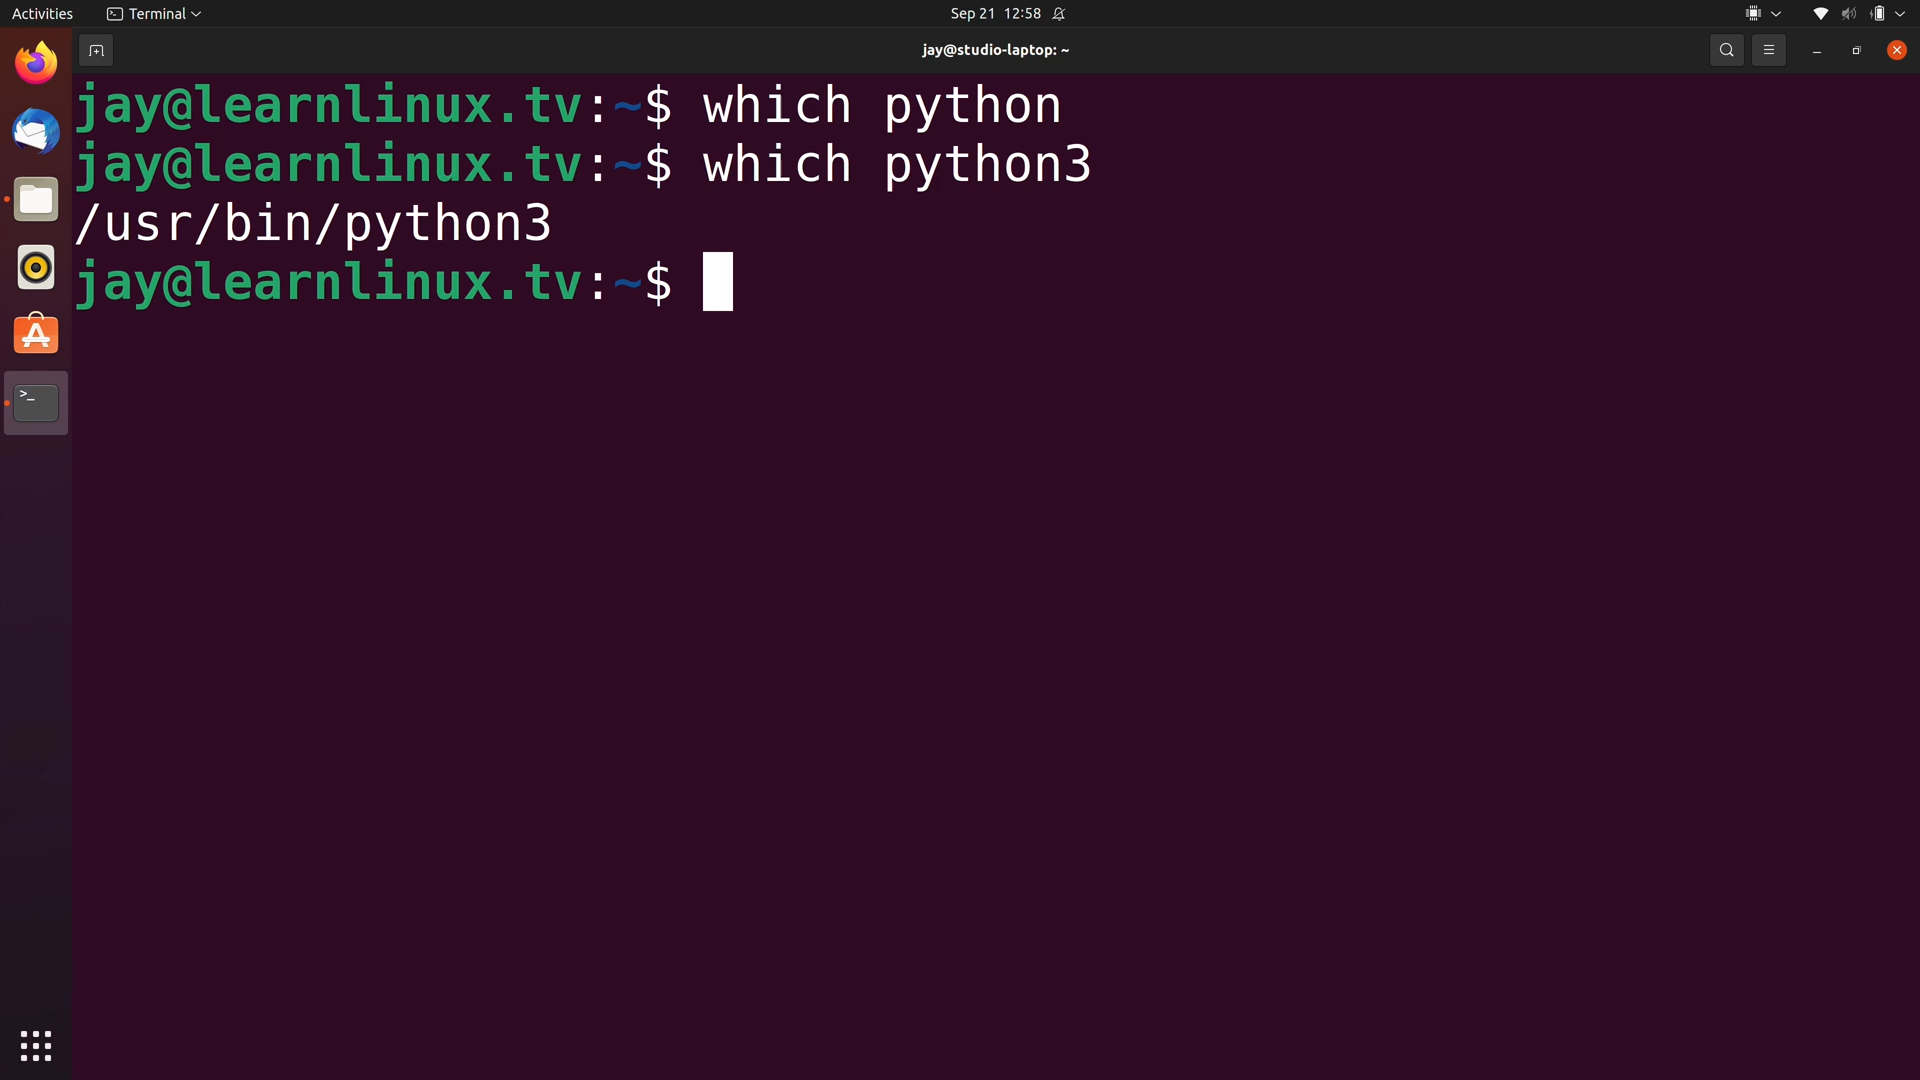 Activities
Terminal
Sep 21 12:58
jay@studio-laptop: ~
jay@learnlinux.tv:~$ which python
jay@learnlinux.tv:~$ which python3
/usr/bin/python3
jay@learnlinux.tv:~$
>_